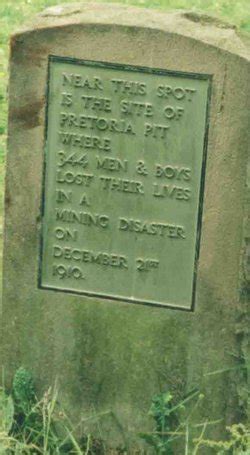 NEAR THIS SPOT
IS THE SITE OF
PRETORIA PIT
WHERE
344 MEN & BOYS
LOST THEIR LIVES
IN A
MINING DISASTER
ON
DECEMBER 21ST
1910.